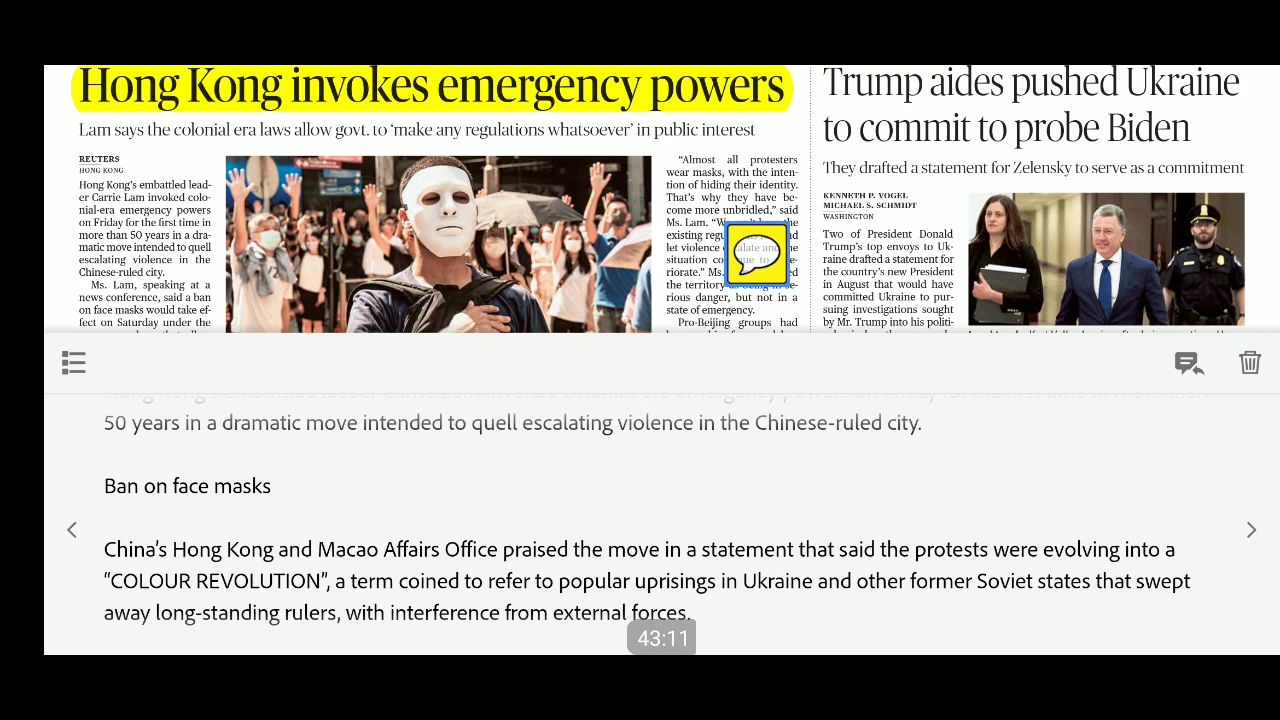 Hong Kong invokes emergency powers
Lam says the colonial era laws allow govt. to ‘make any regulations whatsoever’ in public interest
REUTERS
HONG KONG
Hong Kong’s embattled lead-
er Carrie Lam invoked colo-
nial-era emergency powers
on Friday for the first time in
more than 50 years in a dra-
matic move intended to quell
escalating violence in the
Chinese-ruled city.
Ms. Lam, speaking at a
news conference, said a ban
on face masks would take ef-
fect on Saturday under the
“Almost all protesters
wear masks, with the inten-
tion of hiding their identity.
That’s why they have be-
come more unbridled,” said
Ms. Lam.
existing
let violence
situation
riorate.” Ms.
the territory
rious danger, but not in a
state of emergency.
Pro-Beijing groups had
Trump aides pushed Ukraine
to commit to probe Biden
They drafted a statement for Zelensky to serve as a commitment
KENNETH P. VOGEL
MICHAEL S. SCHMIDT
WASHINGTON
Two of President Donald
Trump’s top envoys to Uk-
raine drafted a statement for
the country’s new President
in August that would have
committed Ukraine to pur-
suing investigations sought
by Mr. Trump into his politi-
50 years in a dramatic move intended to quell escalating violence in the Chinese-ruled city.
Ban on face masks
China’s Hong Kong and Macao Affairs Office praised the move in a statement that said the protests were evolving into a
“COLOUR REVOLUTION”, a term coined to refer to popular uprisings in Ukraine and other former Soviet states that swept
away long-standing rulers, with interference from external forces.
43:11